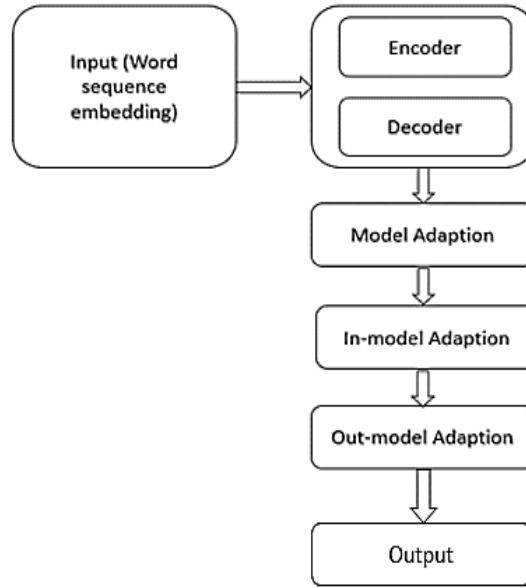 Input (Word
sequence
embedding)
Encoder
Decoder
Model Adaption
In-model Adaption
Out-model Adaption
Output